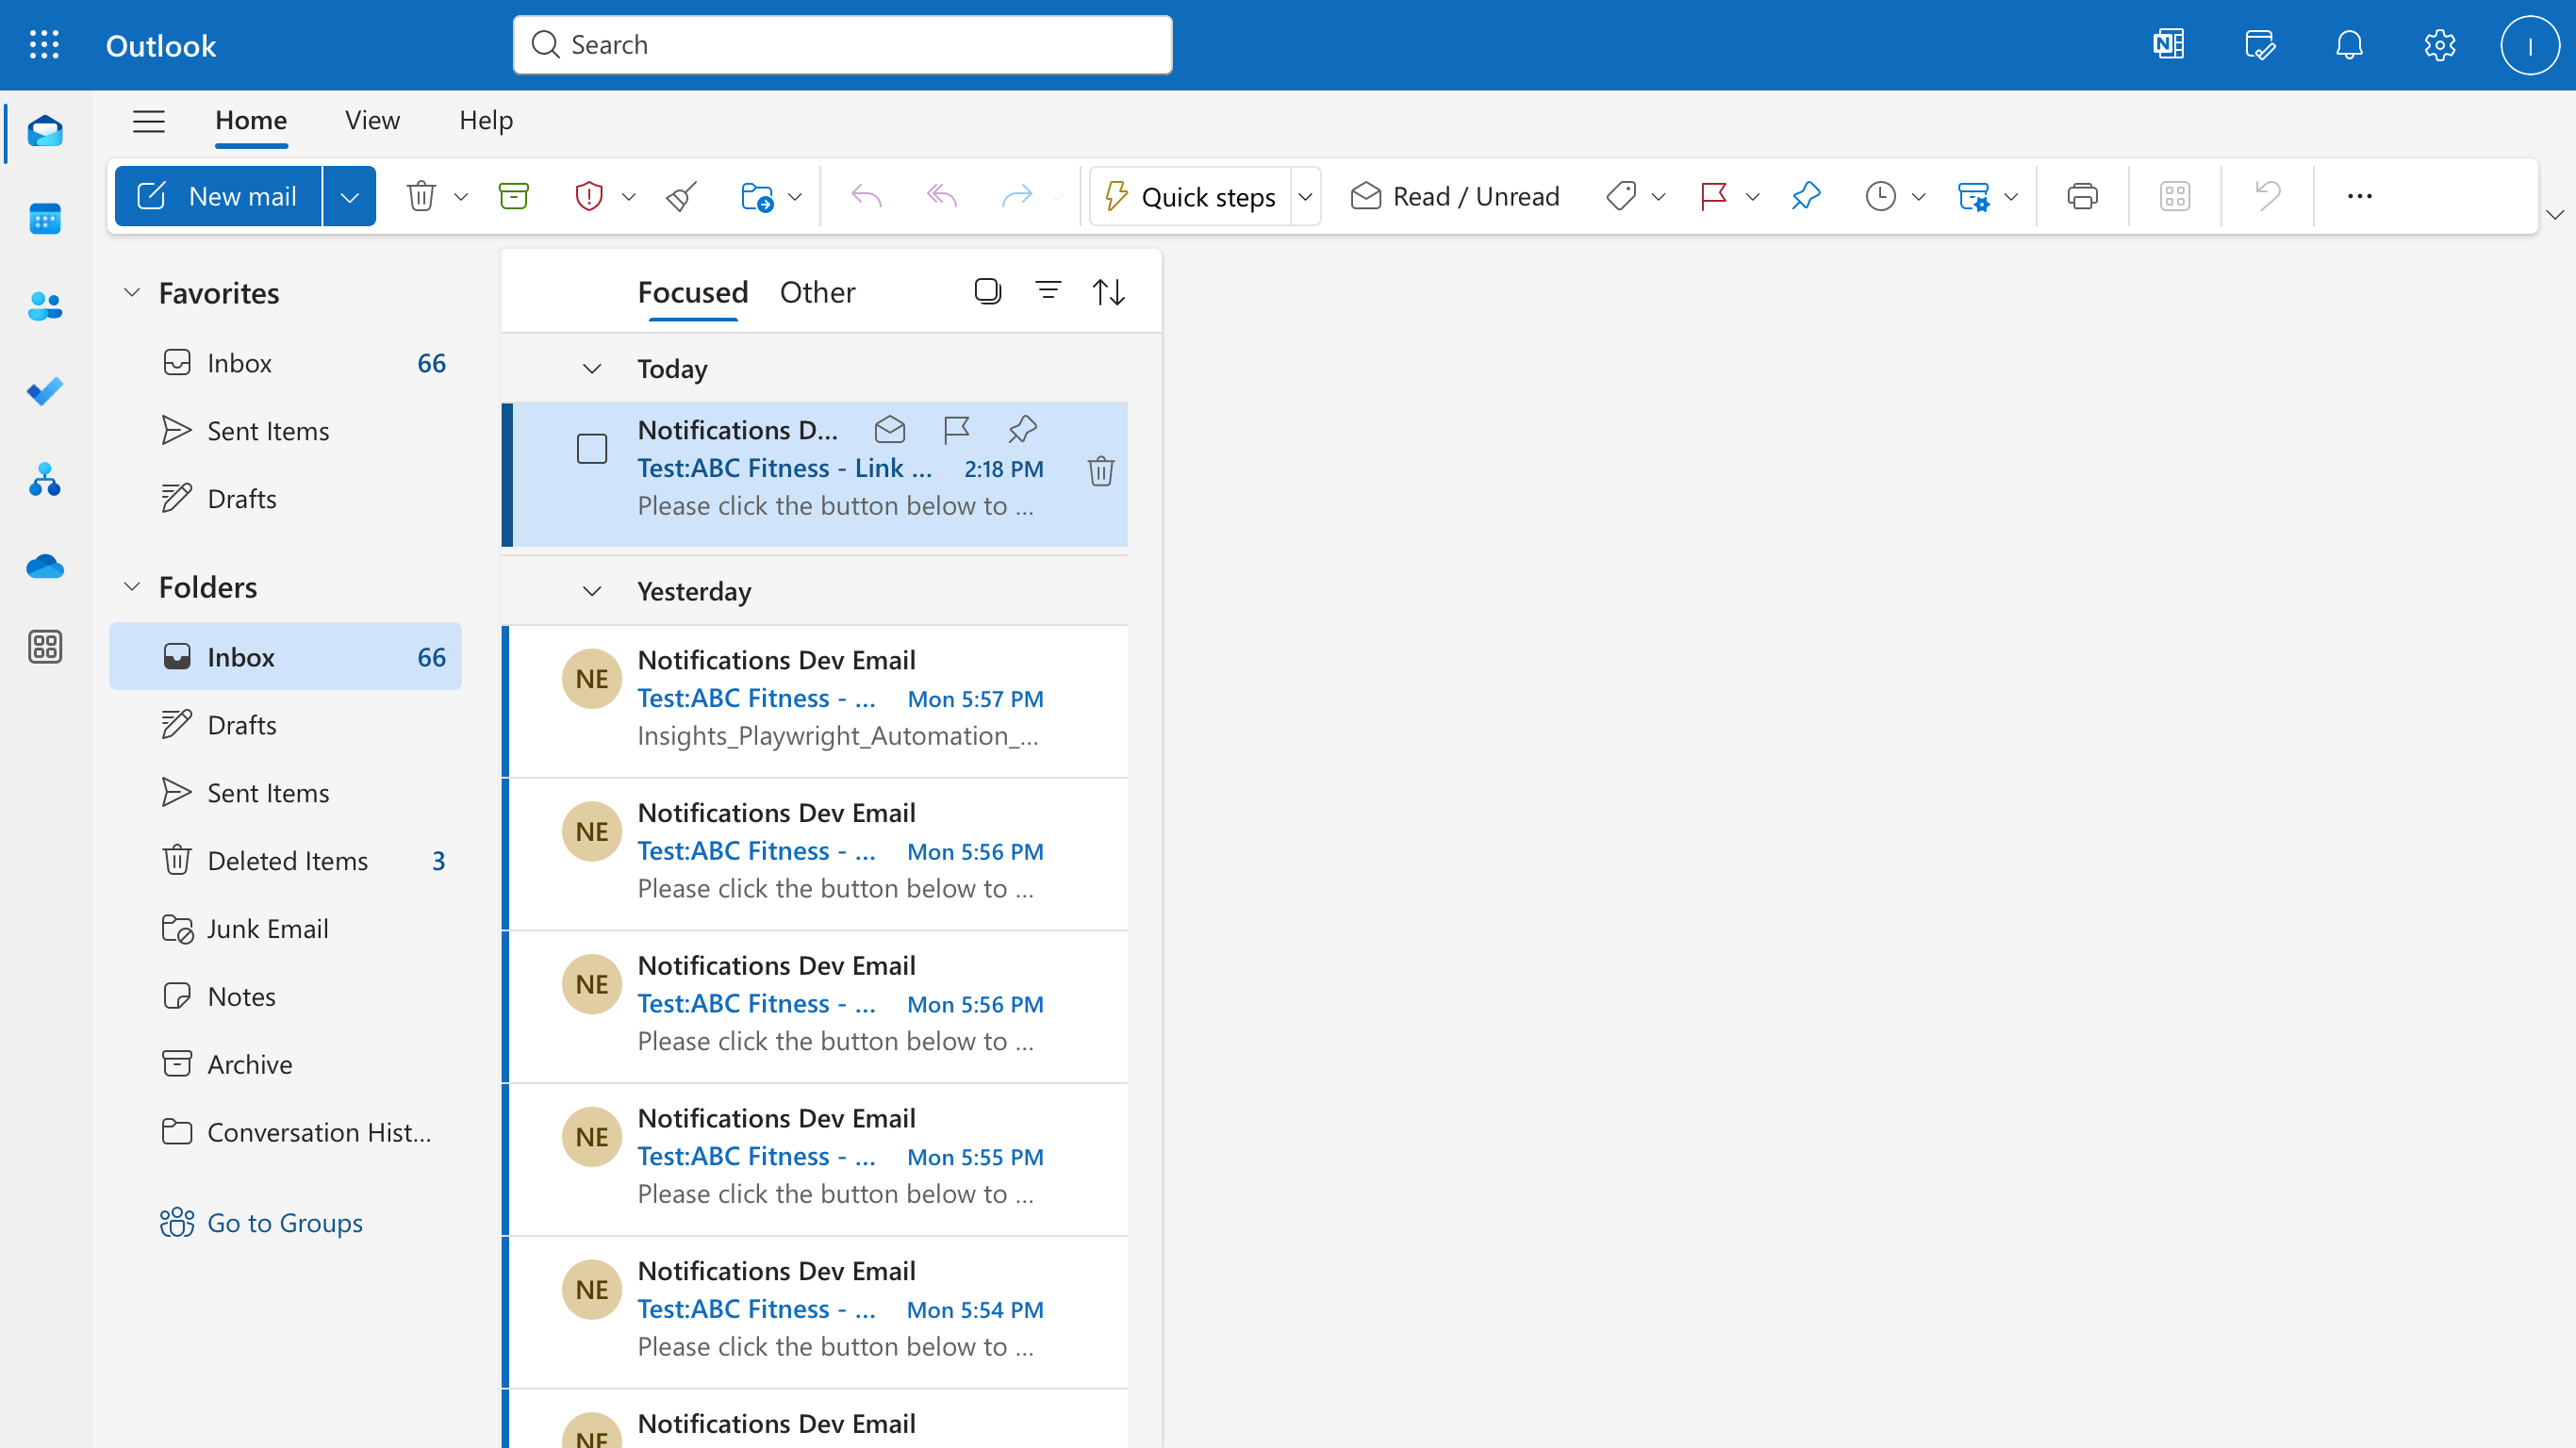 Outlook
Search
Home View Help
New mail
Quick steps
Read / Unread
Favorites
Inbox 66
Sent Items
Drafts
Folders
Inbox 66
Drafts
Sent Items
Deleted Items 3
Junk Email
Notes
Archive
Conversation Hist...
Go to Groups
Focused Other
Today
Notifications D...
Test:ABC Fitness - Link ... 2:18 PM
Please click the button below to ...
Yesterday
NE
Notifications Dev Email
Test:ABC Fitness - ... Mon 5:57 PM
Insights_Playwright_Automation_...
NE
Notifications Dev Email
Test:ABC Fitness - ... Mon 5:56 PM
Please click the button below to ...
NE
Notifications Dev Email
Test:ABC Fitness - ... Mon 5:56 PM
Please click the button below to ...
NE
Notifications Dev Email
Test:ABC Fitness - ... Mon 5:55 PM
Please click the button below to ...
NE
Notifications Dev Email
Test:ABC Fitness - ... Mon 5:54 PM
Please click the button below to ...
NE
Notifications Dev Email